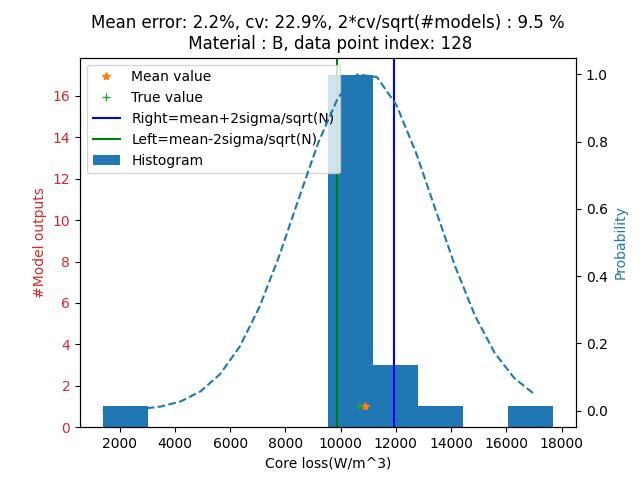 Mean error: 2.2%, cv: 22.9%, 2*cv/sqrt(#models) : 9.5 %
Material : B, data point index: 128
Mean value
True value
Right=mean+2sigma/sqrt(N)
Left=mean-2sigma/sqrt(N)
Histogram
#Model outputs
16
14
12
10
8
6
4
2
0
1.0
0.8
0.6
0.4
0.2
0.0
Probability
2000 4000 6000 8000 10000 12000 14000 16000 18000
Core loss(W/m^3)